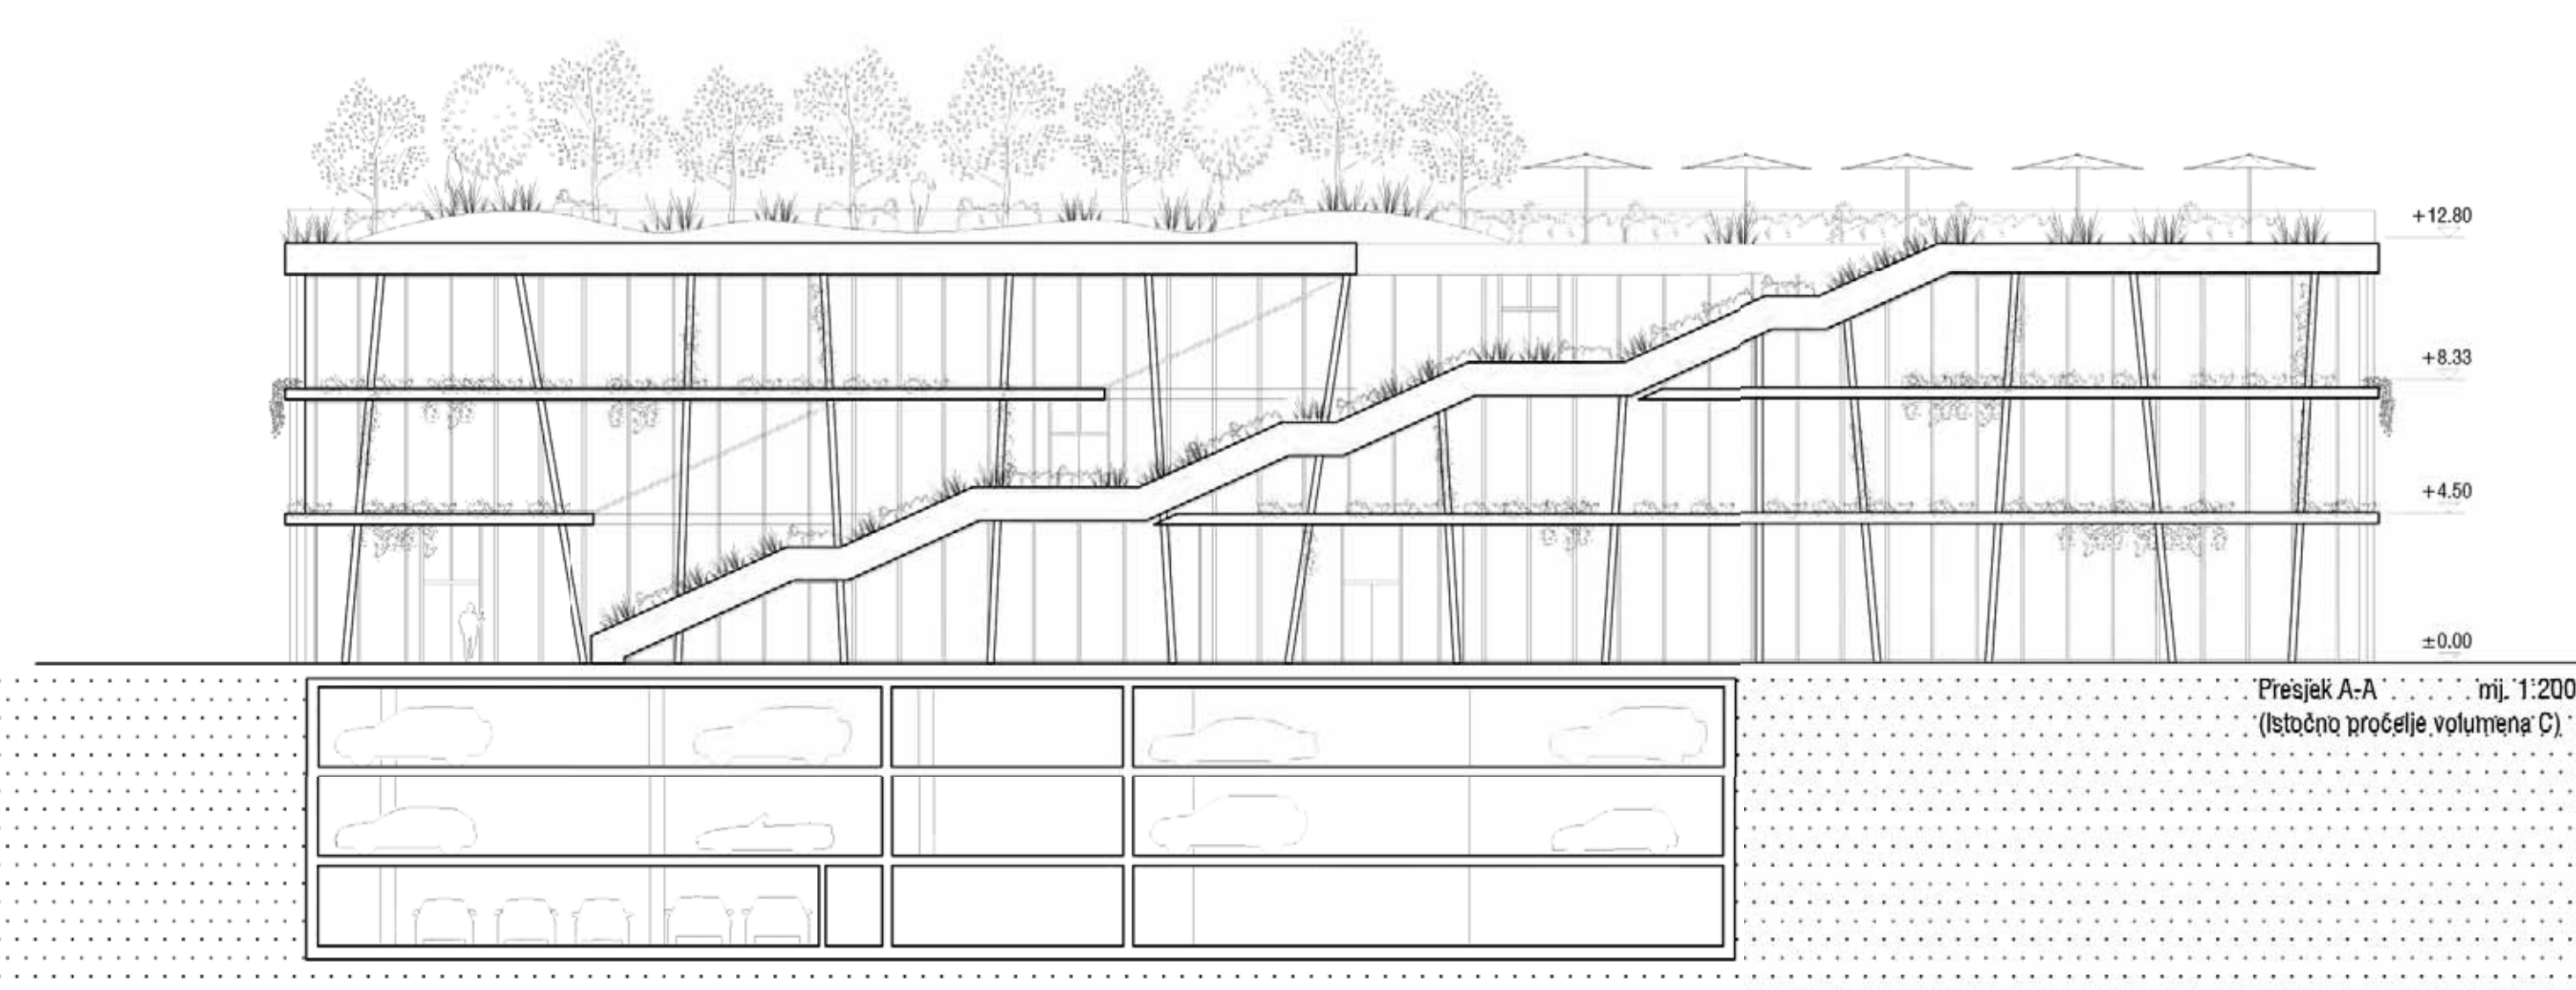 +12.80
+8.33
+4.50
±0.00
Presjek A-A mj. 1:200
(Istočno pročelje volumena C)